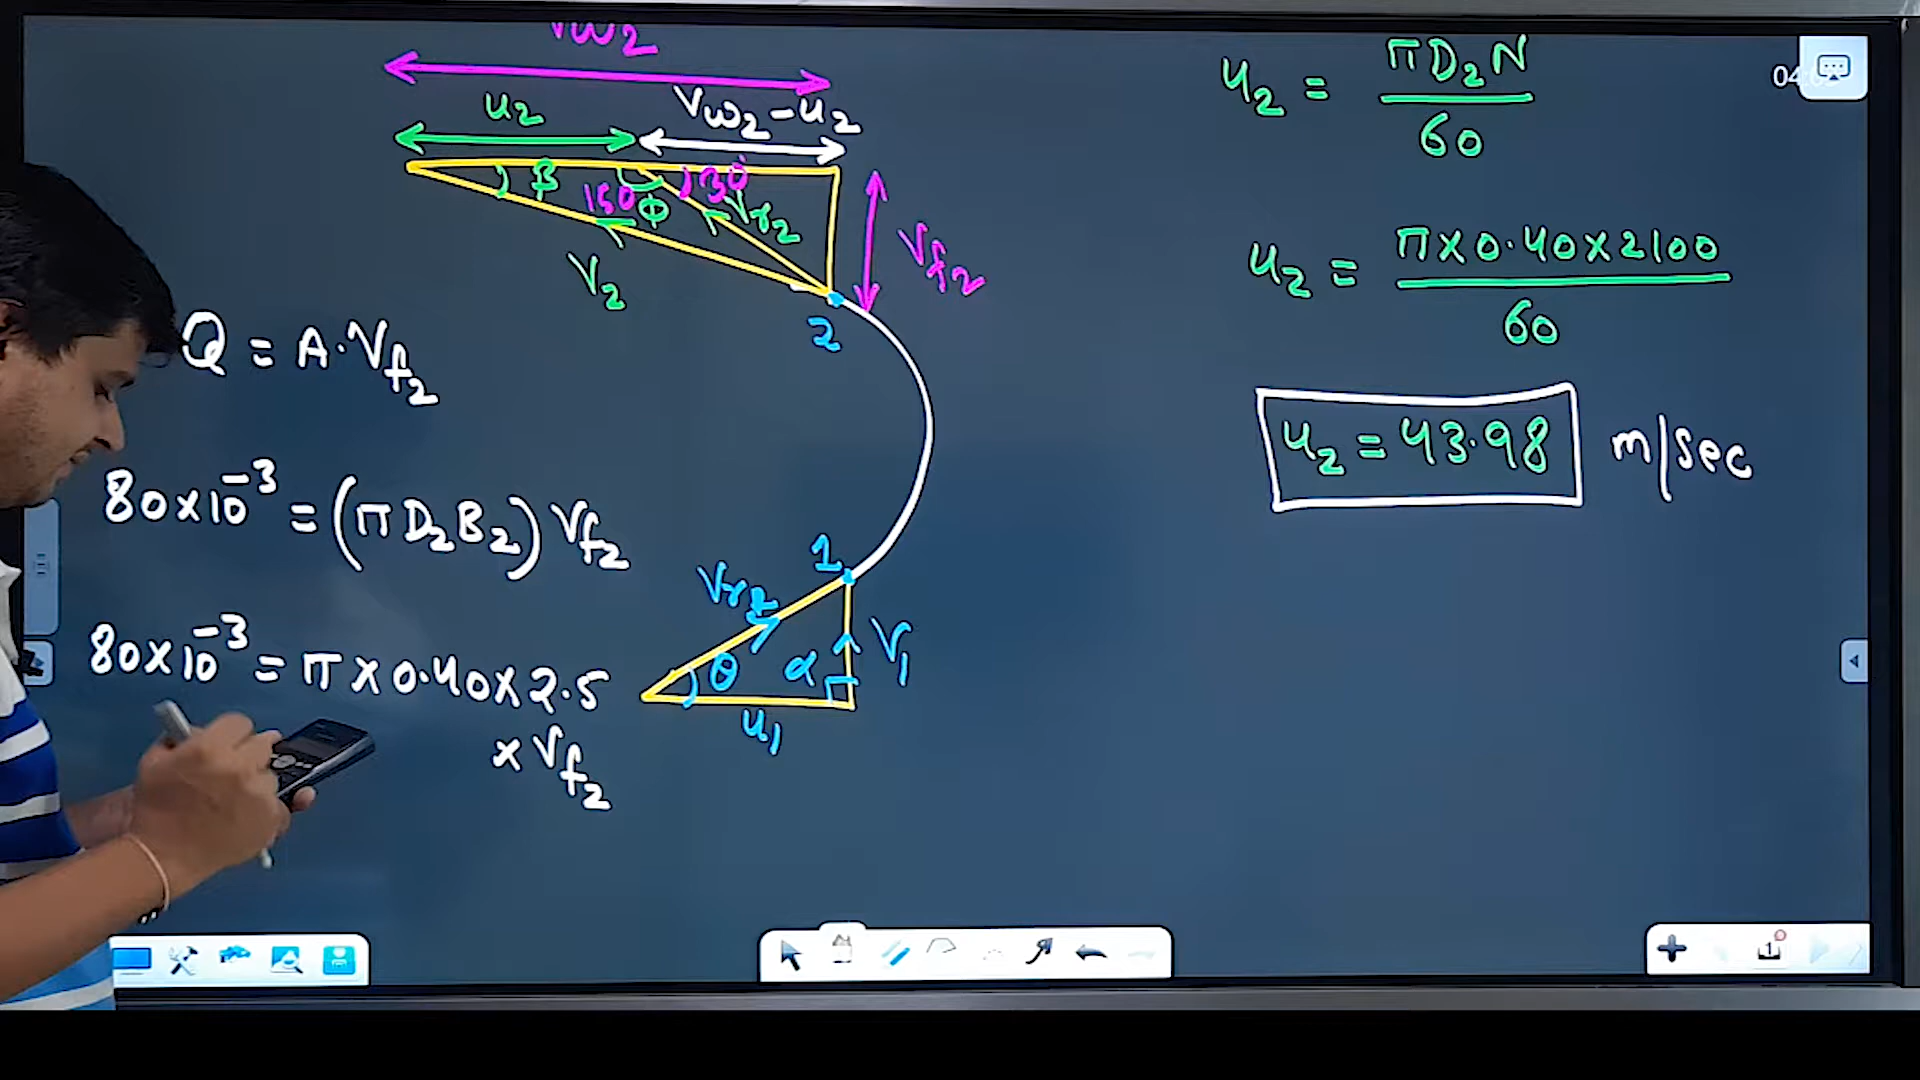 Vw₂
u₂
Vw₂-u₂
β
150
Φ
30°
Vr₂
V₂
Vf₂
2
Q = A·Vf₂
80×10⁻³ = (πD₂B₂) Vf₂
80×10⁻³ = π×0.40×2.5
×Vf₂
1
θ
α
V₁
u₁
u₂ = πD₂N
60
u₂ = π×0.40×2100
60
u₂ = 43.98 m/sec
1